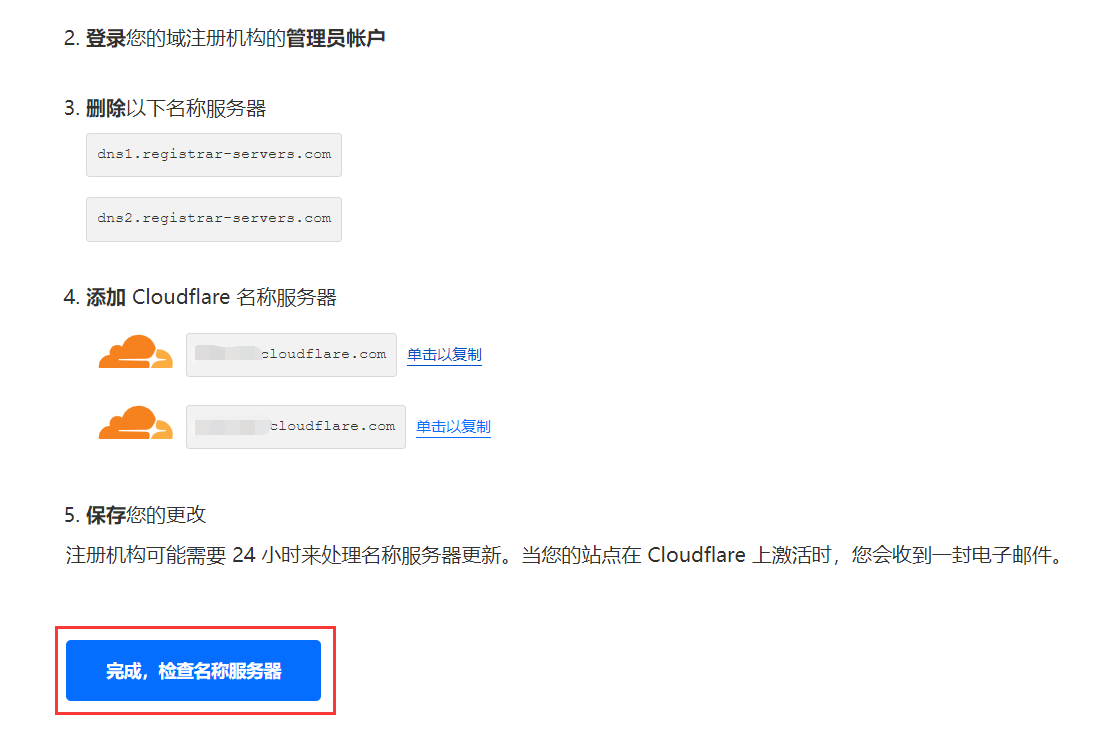 2. 登录您的域注册机构的管理员帐户
3. 删除以下名称服务器
dns1.registrar-servers.com
dns2.registrar-servers.com
4. 添加 Cloudflare 名称服务器
cloudflare.com 单击以复制
cloudflare.com 单击以复制
5. 保存您的更改
注册机构可能需要 24 小时来处理名称服务器更新。当您的站点在 Cloudflare 上激活时，您会收到一封电子邮件。
完成，检查名称服务器